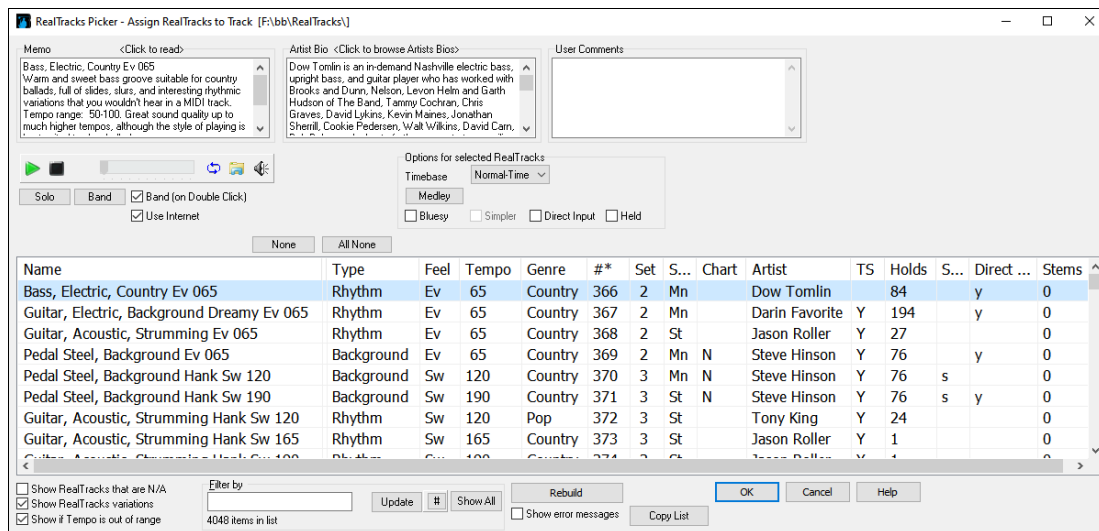 RealTracks Picker - Assign RealTracks to Track [F:\bb\RealTracks\]
Memo <Click to read>
Bass, Electric, Country Ev 065
Warm and sweet bass groove suitable for country
ballads, full of slides, slurs, and interesting rhythmic
variations that you wouldn't hear in a MIDI track.
Tempo range: 50-100. Great sound quality up to
much higher tempos, although the style of playing is
Artist Bio <Click to browse Artists Bios>
Dow Tomlin is an in-demand Nashville electric bass,
upright bass, and guitar player who has worked with
Brooks and Dunn, Nelson, Levon Helm and Garth
Hudson of The Band, Tammy Cochran, Chris
Graves, David Lykins, Kevin Maines, Jonathan
Sherrill, Cookie Pedersen, Walt Wilkins, David Carn,
User Comments
Solo Band Band (on Double Click)
Use Internet
Options for selected RealTracks
Timebase Normal-Time
Medley
Bluesy Simpler Direct Input Held
None All None
Name Type Feel Tempo Genre #* Set S... Chart Artist TS Holds S... Direct ... Stems
Bass, Electric, Country Ev 065 Rhythm Ev 65 Country 366 2 Mn Dow Tomlin 84 y 0
Guitar, Electric, Background Dreamy Ev 065 Rhythm Ev 65 Country 367 2 Mn Darin Favorite Y 194 y 0
Guitar, Acoustic, Strumming Ev 065 Rhythm Ev 65 Country 368 2 St Jason Roller Y 27 0
Pedal Steel, Background Ev 065 Background Ev 65 Country 369 2 Mn N Steve Hinson Y 76 y 0
Pedal Steel, Background Hank Sw 120 Background Sw 120 Country 370 3 Mn N Steve Hinson Y 76 s 0
Pedal Steel, Background Hank Sw 190 Background Sw 190 Country 371 3 St N Steve Hinson Y 76 s y 0
Guitar, Acoustic, Strumming Hank Sw 120 Rhythm Sw 120 Pop 372 3 St Tony King Y 24 0
Guitar, Acoustic, Strumming Hank Sw 165 Rhythm Sw 165 Country 373 3 St Jason Roller Y 1 0
Show RealTracks that are N/A
Show RealTracks variations
Show if Tempo is out of range
Filter by
Update # Show All
4048 items in list
Rebuild
Show error messages Copy List
OK Cancel Help